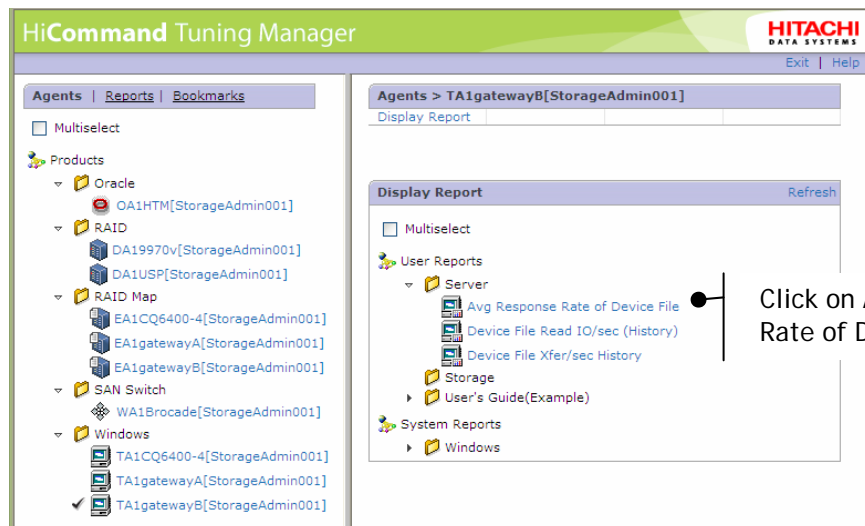 HiCommand Tuning Manager
HITACHI
DATA SYSTEMS
Exit | Help
Agents | Reports | Bookmarks
Multiselect
Products
Oracle
OA1HTM[StorageAdmin001]
RAID
DA19970v[StorageAdmin001]
DA1USP[StorageAdmin001]
RAID Map
EA1CQ6400-4[StorageAdmin001]
EA1gatewayA[StorageAdmin001]
EA1gatewayB[StorageAdmin001]
SAN Switch
WA1Brocade[StorageAdmin001]
Windows
TA1CQ6400-4[StorageAdmin001]
TA1gatewayA[StorageAdmin001]
TA1gatewayB[StorageAdmin001]
Agents > TA1gatewayB[StorageAdmin001]
Display Report
Display Report Refresh
Multiselect
User Reports
Server
Avg Response Rate of Device File
Device File Read IO/sec (History)
Device File Xfer/sec History
Storage
User's Guide(Example)
System Reports
Windows
Click on
Rate of